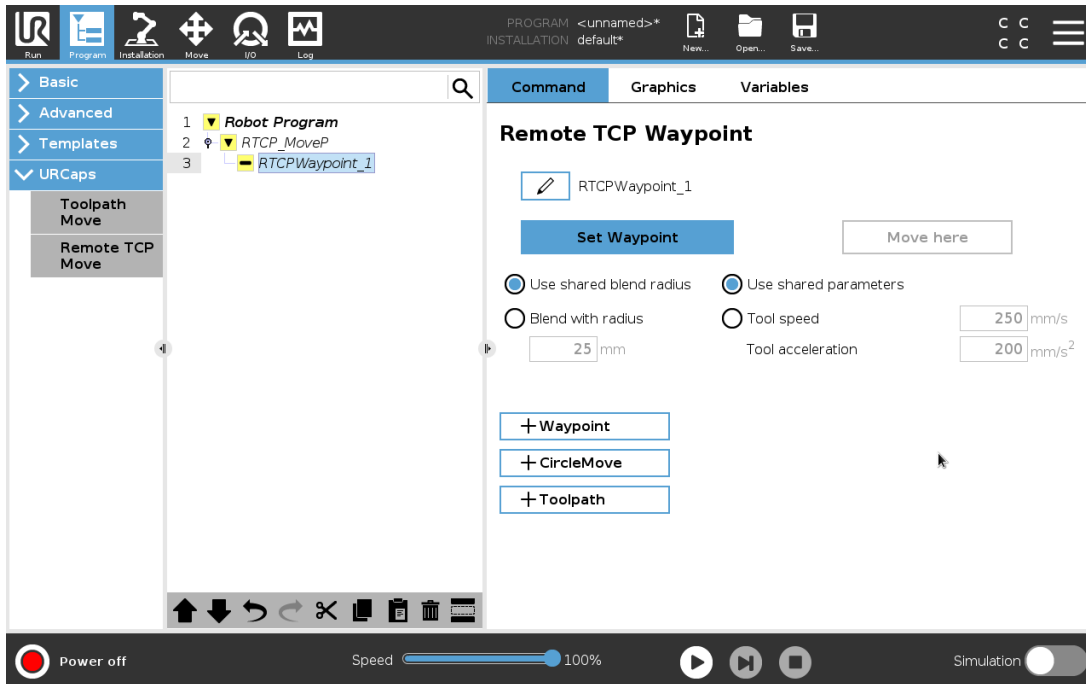 UR
Run
Program
Installation
Move
I/O
Log
PROGRAM <unnamed>*
INSTALLATION default*
New...
Open...
Save...
C C
C C
Basic
Advanced
Templates
URCaps
Toolpath
Move
Remote TCP
Move
1 Robot Program
2 RTCP_MoveP
3 RTCPWaypoint_1
Command Graphics Variables
Remote TCP Waypoint
RTCPWaypoint_1
Set Waypoint Move here
Use shared blend radius Use shared parameters
Blend with radius Tool speed 250 mm/s
25 mm Tool acceleration 200 mm/s²
+Waypoint
+CircleMove
+Toolpath
Power off Speed 100% Simulation